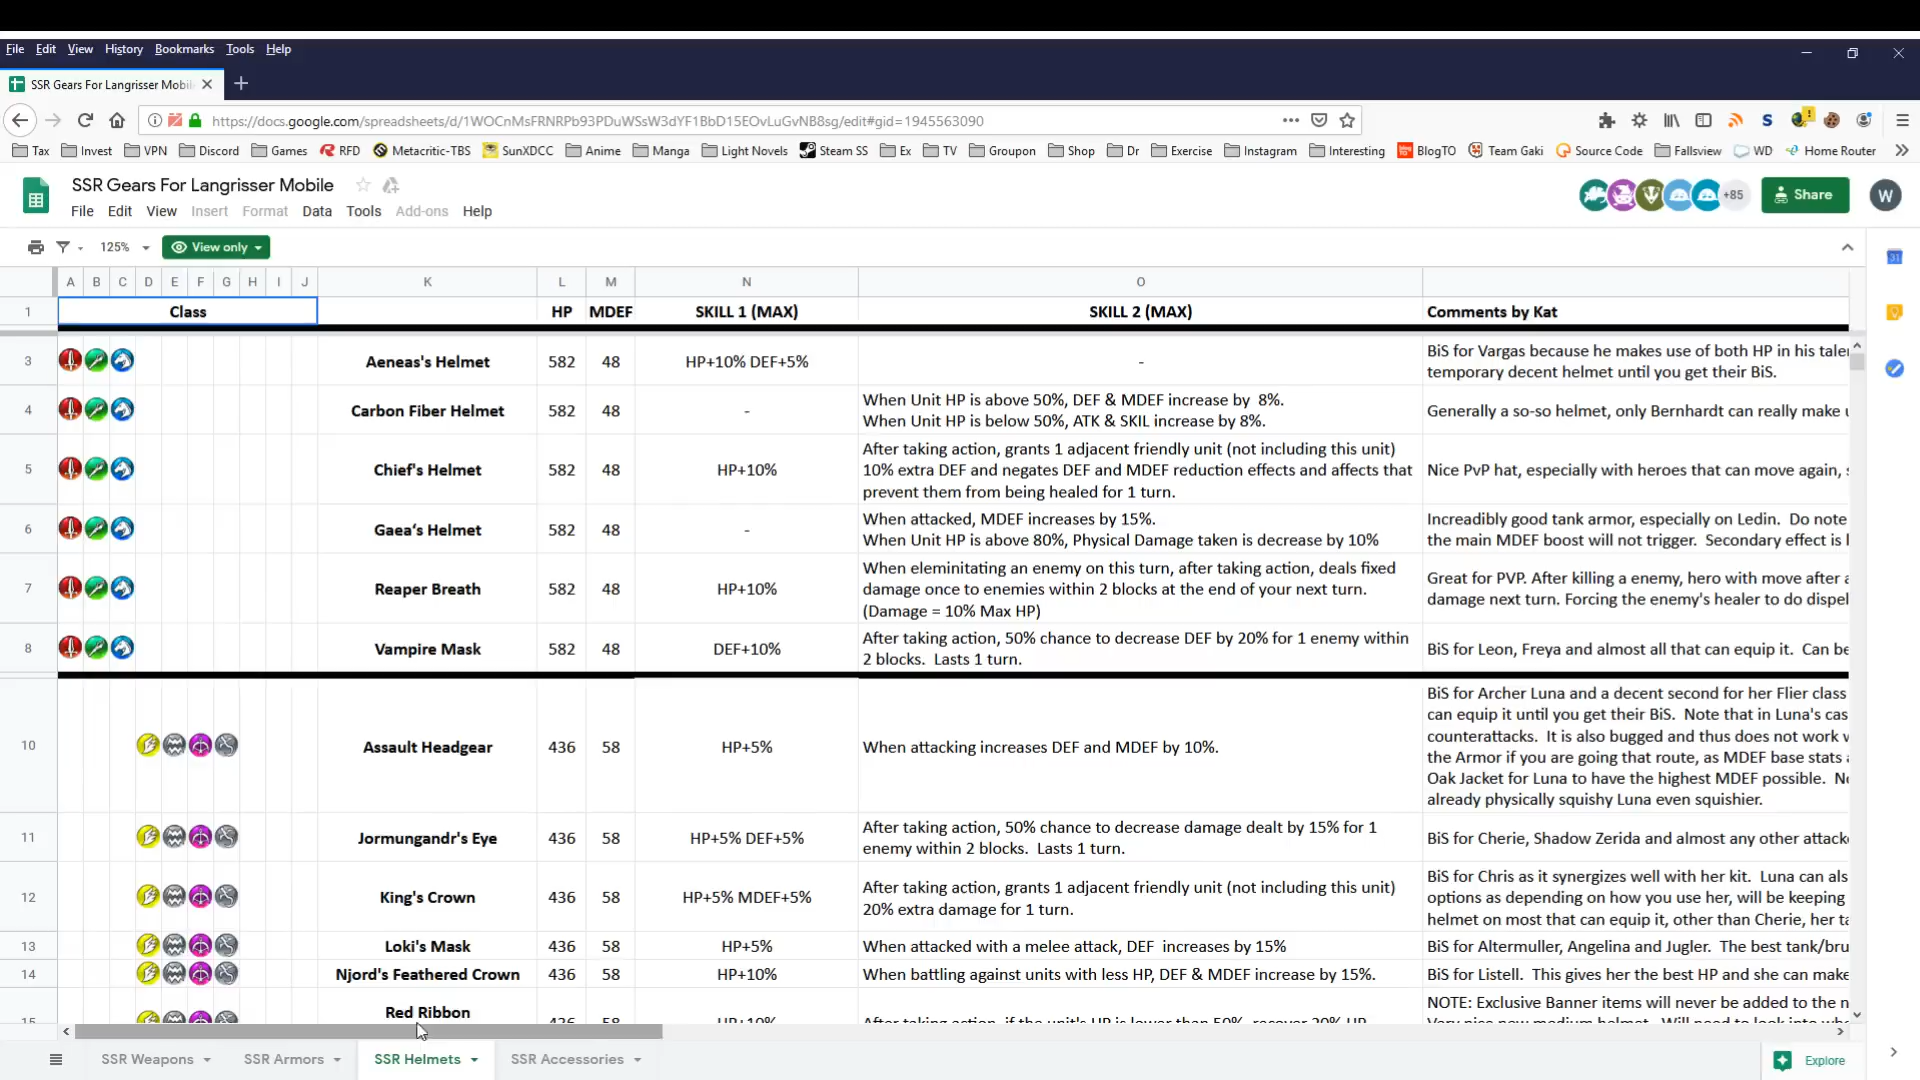 File Edit View History Bookmarks Tools Help
SSR Gears For Langrisser Mobil
https://docs.google.com/spreadsheets/d/1WOCnMsFRNRPb93PDuWSsW3dYF1BbD15EOvLuGvNB8sg/edit#gid=1945563090
Tax Invest VPN Discord Games RFD Metacritic-TBS SunXDCC Anime Manga Light Novels Steam SS Ex TV Groupon Shop Dr Exercise Instagram Interesting BlogTO Team Gaki Source Code Fallsview WD Home Router
SSR Gears For Langrisser Mobile
+85 Share W
File Edit View Insert Format Data Tools Add-ons Help
125% View only
A B C D E F G H I J K L M N O
1 Class HP MDEF SKILL 1 (MAX) SKILL 2 (MAX) Comments by Kat
3 Aeneas's Helmet 582 48 HP+10% DEF+5% - BiS for Vargas because he makes use of both HP in his taler
temporary decent helmet until you get their BiS.
4 Carbon Fiber Helmet 582 48 - When Unit HP is above 50%, DEF & MDEF increase by 8%.
When Unit HP is below 50%, ATK & SKIL increase by 8%.
Generally a so-so helmet, only Bernhardt can really make
5 Chief's Helmet 582 48 HP+10% After taking action, grants 1 adjacent friendly unit (not including this unit)
10% extra DEF and negates DEF and MDEF reduction effects and affects that
prevent them from being healed for 1 turn.
Nice PvP hat, especially with heroes that can move again,
6 Gaea‘s Helmet 582 48 - When attacked, MDEF increases by 15%.
When Unit HP is above 80%, Physical Damage taken is decrease by 10%
Increadibly good tank armor, especially on Ledin. Do note
the main MDEF boost will not trigger. Secondary effect is
7 Reaper Breath 582 48 HP+10% When eleminitating an enemy on this turn, after taking action, deals fixed
damage once to enemies within 2 blocks at the end of your next turn.
(Damage = 10% Max HP)
Great for PVP. After killing a enemy, hero with move after
damage next turn. Forcing the enemy's healer to do dispel
8 Vampire Mask 582 48 DEF+10% After taking action, 50% chance to decrease DEF by 20% for 1 enemy within
2 blocks. Lasts 1 turn.
BiS for Leon, Freya and almost all that can equip it. Can be
10 Assault Headgear 436 58 HP+5% When attacking increases DEF and MDEF by 10%.
BiS for Archer Luna and a decent second for her Flier class
can equip it until you get their BiS. Note that in Luna's cas
counterattacks. It is also bugged and thus does not work
the Armor if you are going that route, as MDEF base stats
Oak Jacket for Luna to have the highest MDEF possible. Ne
already physically squishy Luna even squishier.
11 Jormungandr's Eye 436 58 HP+5% DEF+5% After taking action, 50% chance to decrease damage dealt by 15% for 1
enemy within 2 blocks. Lasts 1 turn.
BiS for Cherie, Shadow Zerida and almost any other attack
12 King's Crown 436 58 HP+5% MDEF+5% After taking action, grants 1 adjacent friendly unit (not including this unit)
20% extra damage for 1 turn.
BiS for Chris as it synergizes well with her kit. Luna can als
options as depending on how you use her, will be keeping
helmet on most that can equip it, other than Cherie, her ta
13 Loki's Mask 436 58 HP+5% When attacked with a melee attack, DEF increases by 15% BiS for Altermuller, Angelina and Jugler. The best tank/bru
14 Njord's Feathered Crown 436 58 HP+10% When battling against units with less HP, DEF & MDEF increase by 15%. BiS for Listell. This gives her the best HP and she can make
15 Red Ribbon 436 58 HP+10% After taking action, if the unit's HP is lower than 50%, recover 20% HP
NOTE: Exclusive Banner items will never be added to the n
SSR Weapons SSR Armors SSR Helmets SSR Accessories Explore